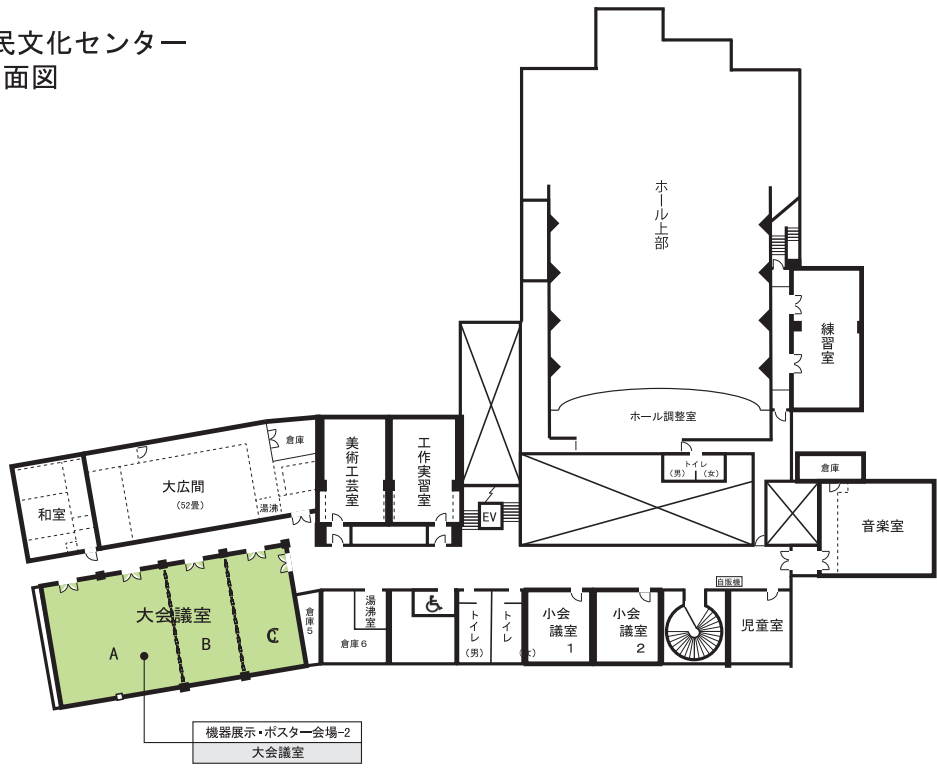 民文化センター
面図
ホール上部
練習室
ホール調整室
トイレ
(男) (女)
倉庫
音楽室
美術工芸室
工作実習室
倉庫
大広間
(52畳)
湯沸
和室
EV
自販機
大会議室
A
B
C
倉庫5
倉庫6
湯沸室
トイレ
(男)
トイレ
(女)
小会
議室
1
小会
議室
2
児童室
機器展示・ポスター会場-2
大会議室